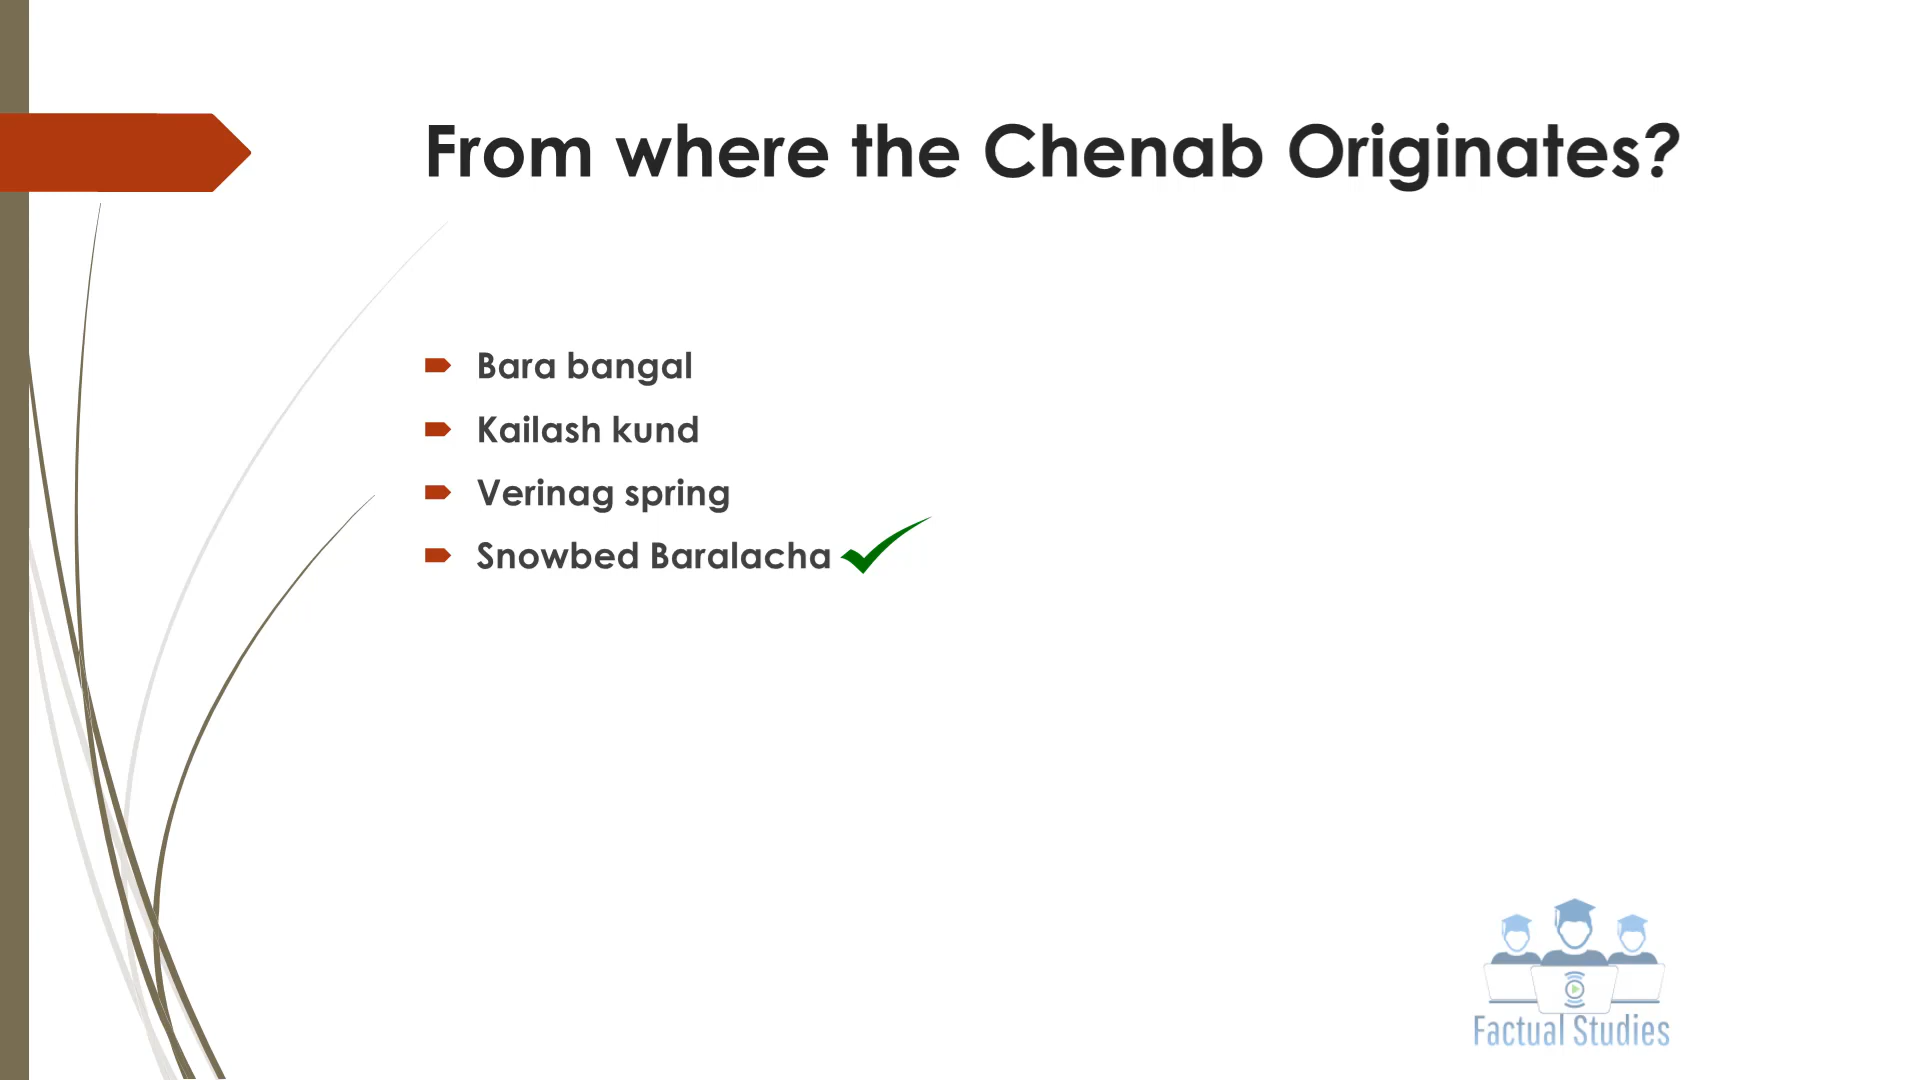 From where the Chenab Originates?
Bara bangal
Kailash kund
Verinag spring
Snowbed Baralacha
Factual Studies